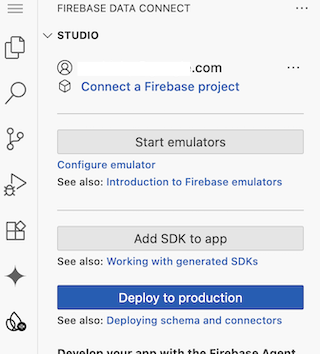 FIREBASE DATA CONNECT
STUDIO
.com
Connect a Firebase project
Start emulators
Configure emulator
See also: Introduction to Firebase emulators
Add SDK to app
See also: Working with generated SDKs
Deploy to production
See also: Deploying schema and connectors
Develop your app with the Firebase Agent